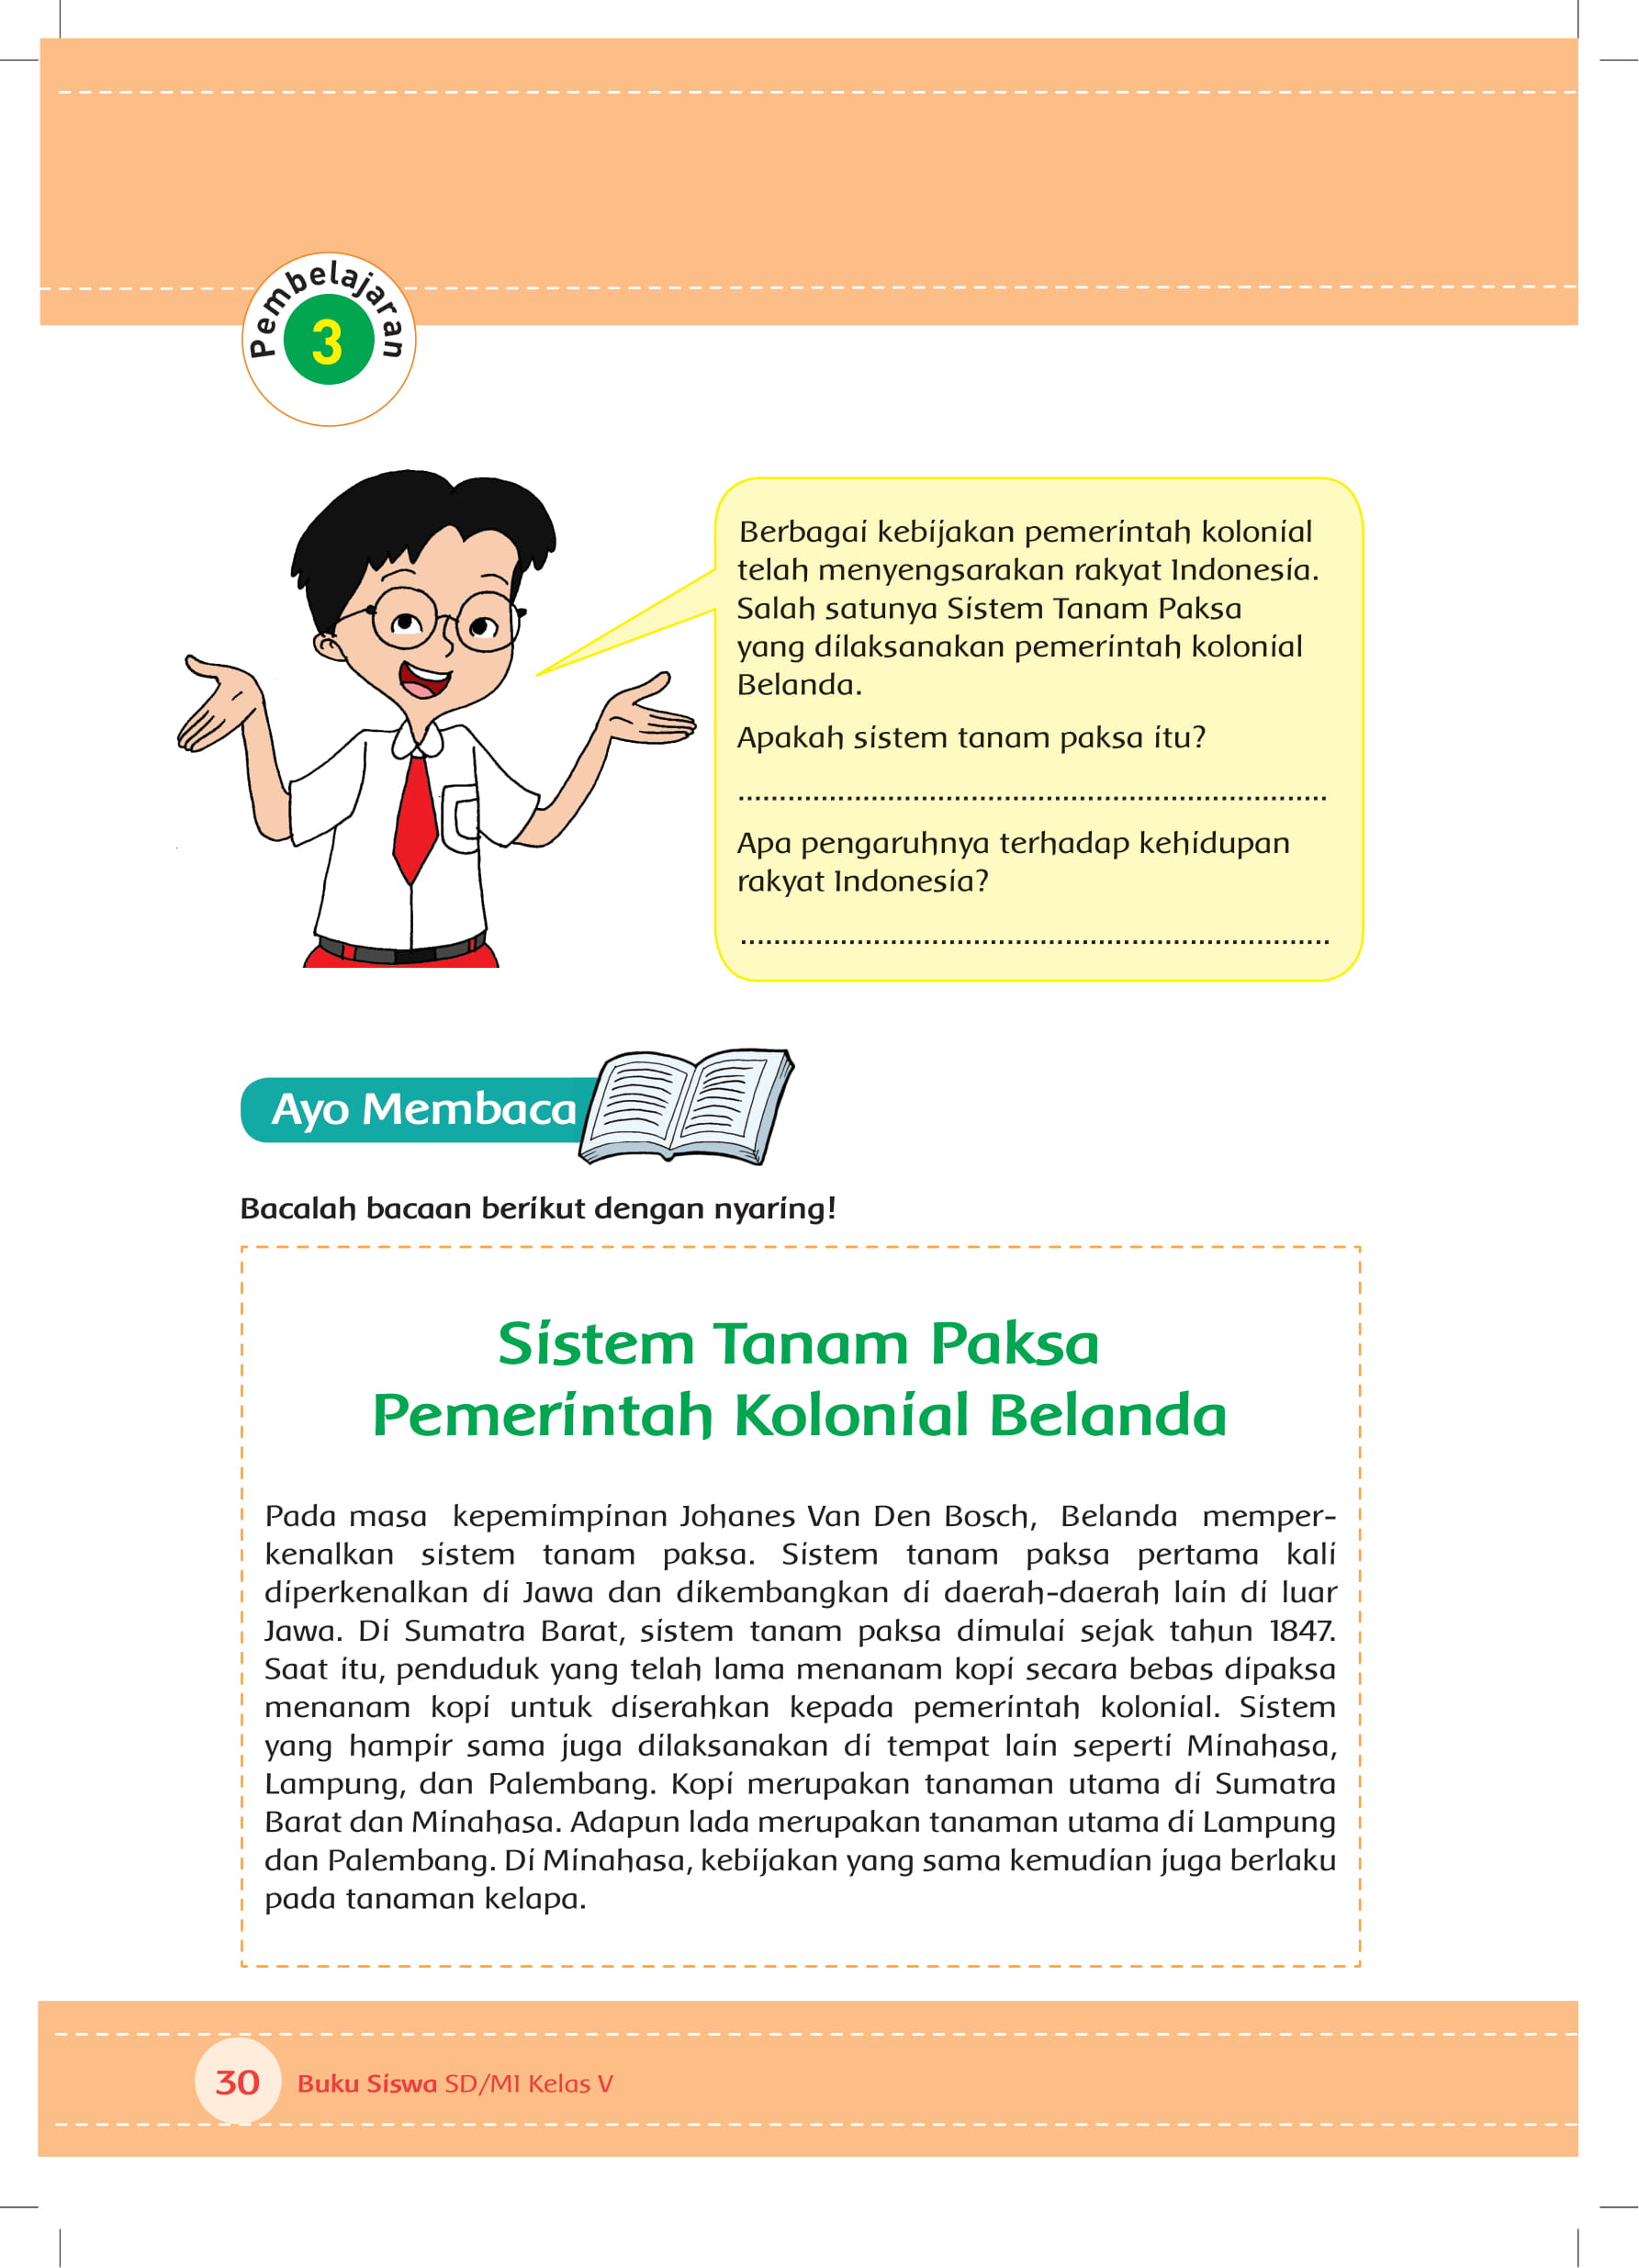 Pembelajaran
3
Berbagai kebijakan pemerintah kolonial
telah menyengsarakan rakyat Indonesia.
Salah satunya Sistem Tanam Paksa
yang dilaksanakan pemerintah kolonial
Belanda.
Apakah sistem tanam paksa itu?
......................................................................
Apa pengaruhnya terhadap kehidupan
rakyat Indonesia?
......................................................................
Ayo Membaca
Bacalah bacaan berikut dengan nyaring!
Sistem Tanam Paksa
Pemerintah Kolonial Belanda
Pada masa kepemimpinan Johanes Van Den Bosch, Belanda memper-
kenalkan sistem tanam paksa. Sistem tanam paksa pertama kali
diperkenalkan di Jawa dan dikembangkan di daerah-daerah lain di luar
Jawa. Di Sumatra Barat, sistem tanam paksa dimulai sejak tahun 1847.
Saat itu, penduduk yang telah lama menanam kopi secara bebas dipaksa
menanam kopi untuk diserahkan kepada pemerintah kolonial. Sistem
yang hampir sama juga dilaksanakan di tempat lain seperti Minahasa,
Lampung, dan Palembang. Kopi merupakan tanaman utama di Sumatra
Barat dan Minahasa. Adapun lada merupakan tanaman utama di Lampung
dan Palembang. Di Minahasa, kebijakan yang sama kemudian juga berlaku
pada tanaman kelapa.
30 Buku Siswa SD/MI Kelas V